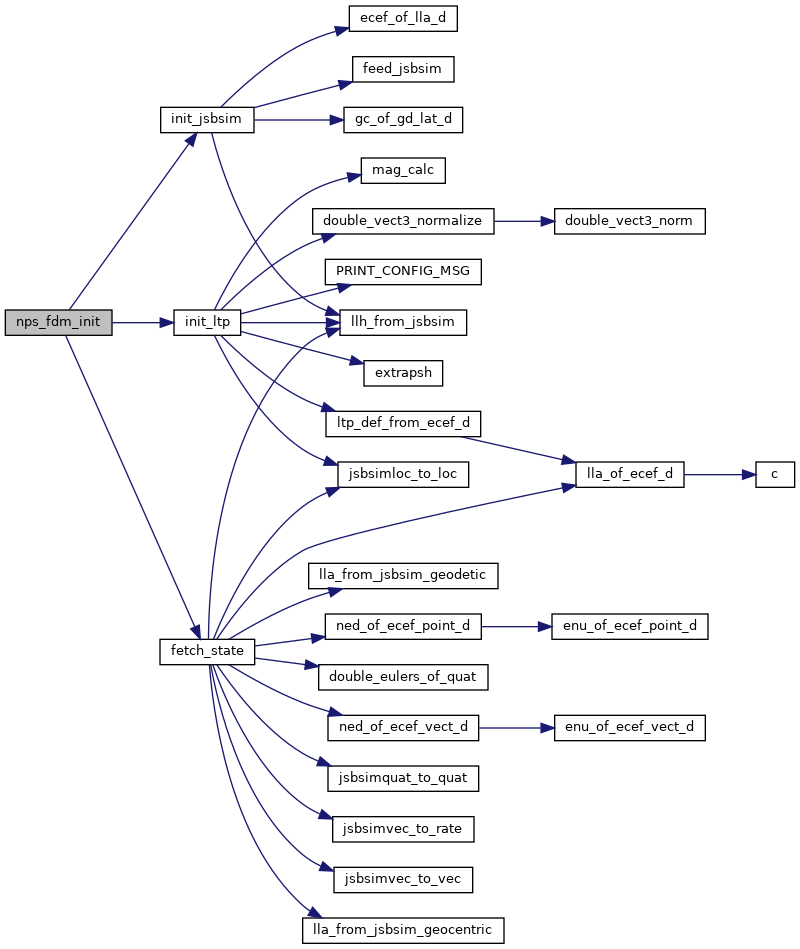 ecef_of_lla_d
feed_jsbsim
init_jsbsim
gc_of_gd_lat_d
mag_calc
double_vect3_normalize
double_vect3_norm
PRINT_CONFIG_MSG
nps_fdm_init
init_ltp
llh_from_jsbsim
extrapsh
ltp_def_from_ecef_d
jsbsimloc_to_loc
lla_of_ecef_d
c
lla_from_jsbsim_geodetic
ned_of_ecef_point_d
enu_of_ecef_point_d
fetch_state
double_eulers_of_quat
ned_of_ecef_vect_d
enu_of_ecef_vect_d
jsbsimquat_to_quat
jsbsimvec_to_rate
jsbsimvec_to_vec
lla_from_jsbsim_geocentric